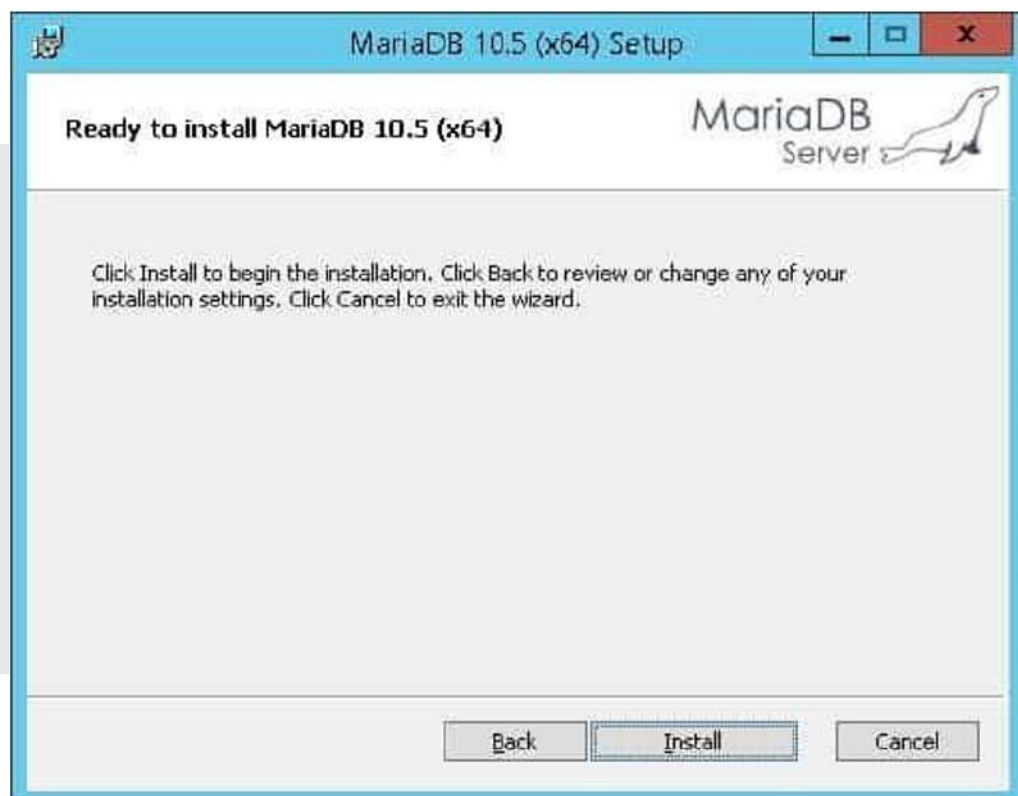 MariaDB 10.5 (x64) Setup
Ready to install MariaDB 10.5 (x64)
MariaDB
Server
Click Install to begin the installation. Click Back to review or change any of your
installation settings. Click Cancel to exit the wizard.
Back
Install
Cancel